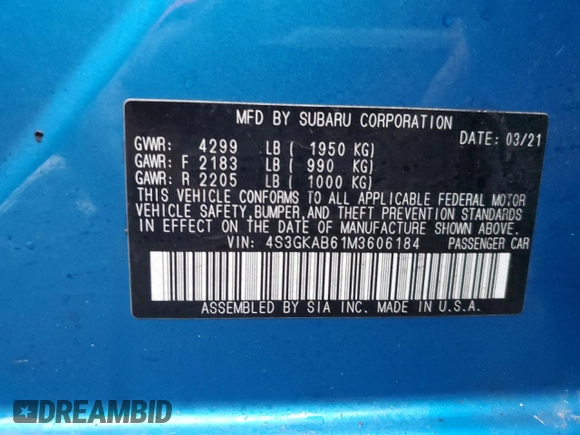 MFD BY SUBARU CORPORATION
GVWR: 4299 LB ( 1950 KG) DATE: 03/21
GAWR: F 2183 LB ( 990 KG)
GAWR: R 2205 LB ( 1000 KG)
THIS VEHICLE CONFORMS TO ALL APPLICABLE FEDERAL MOTOR
VEHICLE SAFETY, BUMPER, AND THEFT PREVENTION STANDARDS
IN EFFECT ON THE DATE OF MANUFACTURE SHOWN ABOVE.
VIN: 4S3GKAB61M3606184 PASSENGER CAR
ASSEMBLED BY SIA INC. MADE IN U.S.A.
DREAMBID